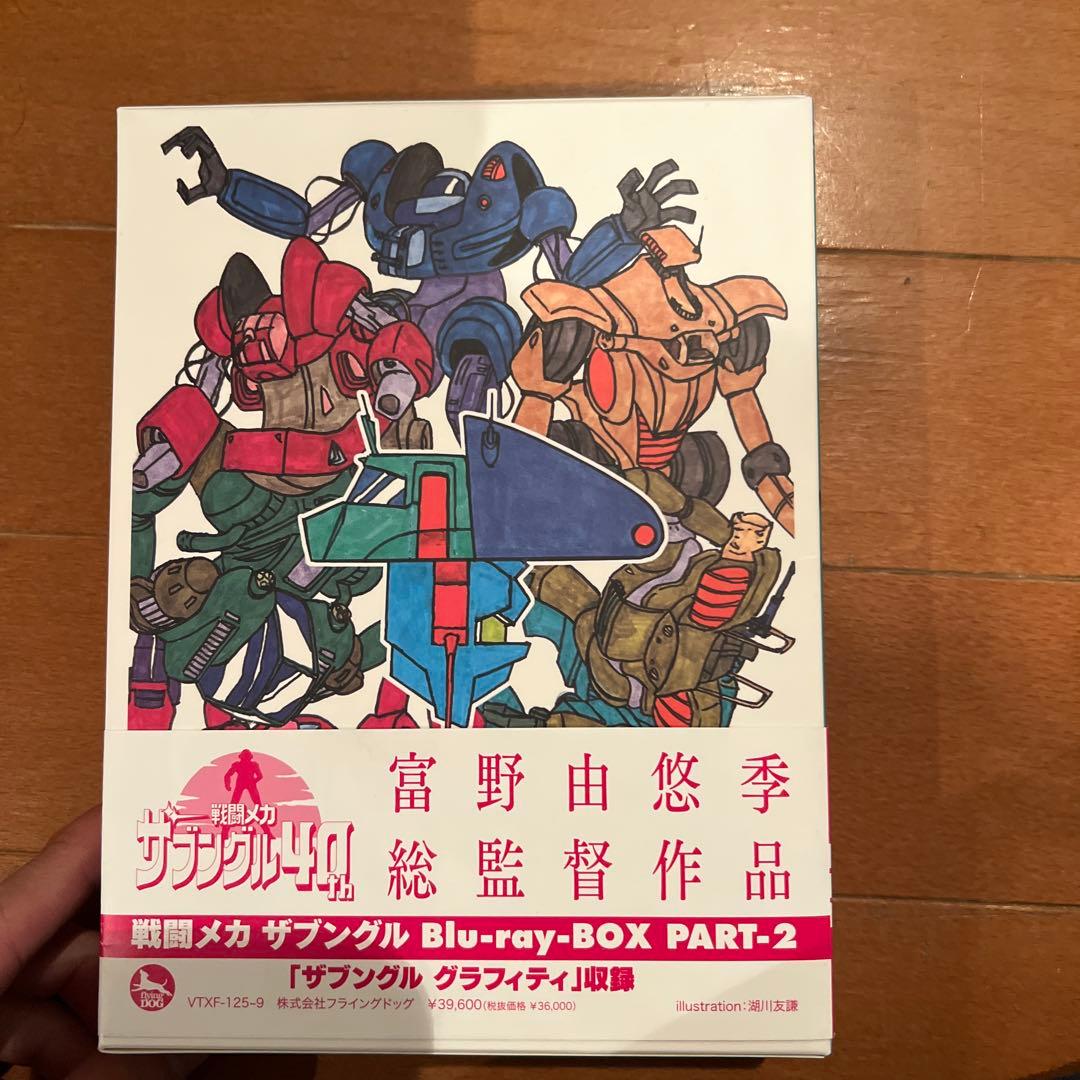 戦闘メカ
ザブングル40th
富野由悠季
総監督作品
戦闘メカ ザブングル Blu-ray-BOX PART-2
「ザブングル グラフィティ」収録
flying DOG
VTXF-125~9 株式会社フライングドッグ ¥39,600(税抜価格 ¥36,000)
illustration:湖川友謙